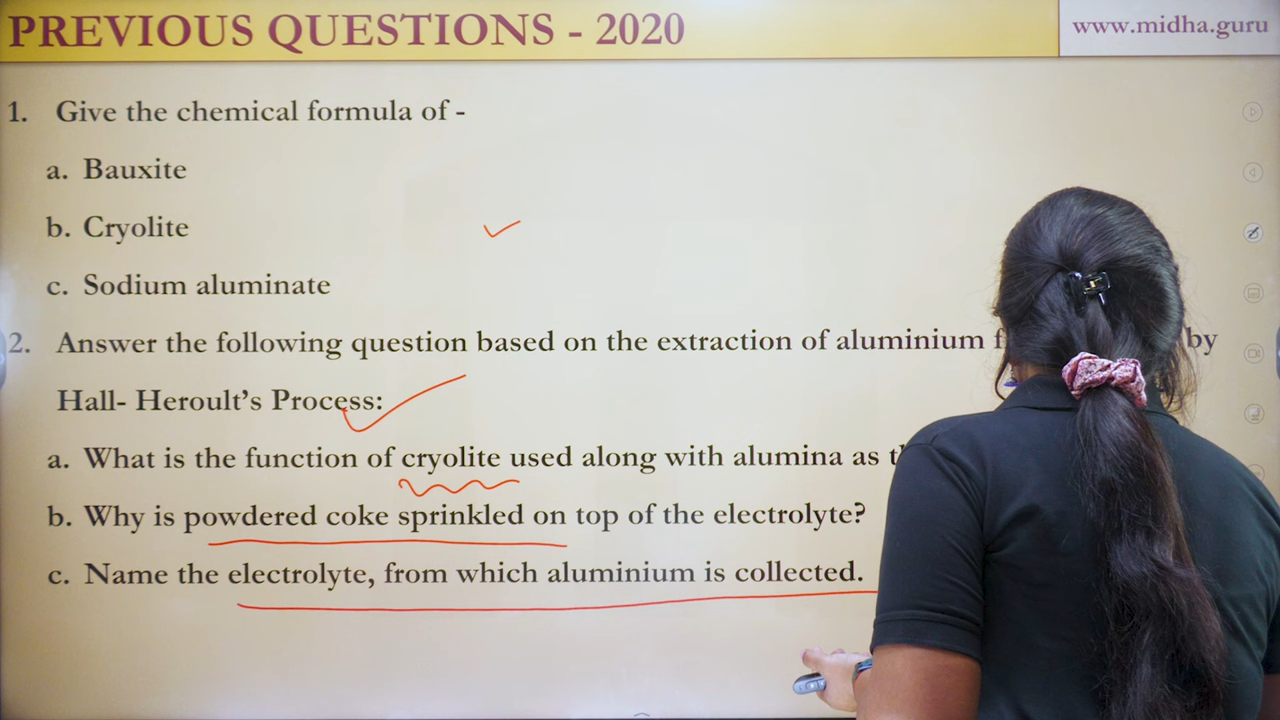 PREVIOUS QUESTIONS - 2020
www.midha.guru
1. Give the chemical formula of -
a. Bauxite
b. Cryolite
c. Sodium aluminate
2. Answer the following question based on the extraction of aluminium by
Hall- Heroult's Process:
a. What is the function of cryolite used along with alumina as
b. Why is powdered coke sprinkled on top of the electrolyte?
c. Name the electrolyte, from which aluminium is collected.